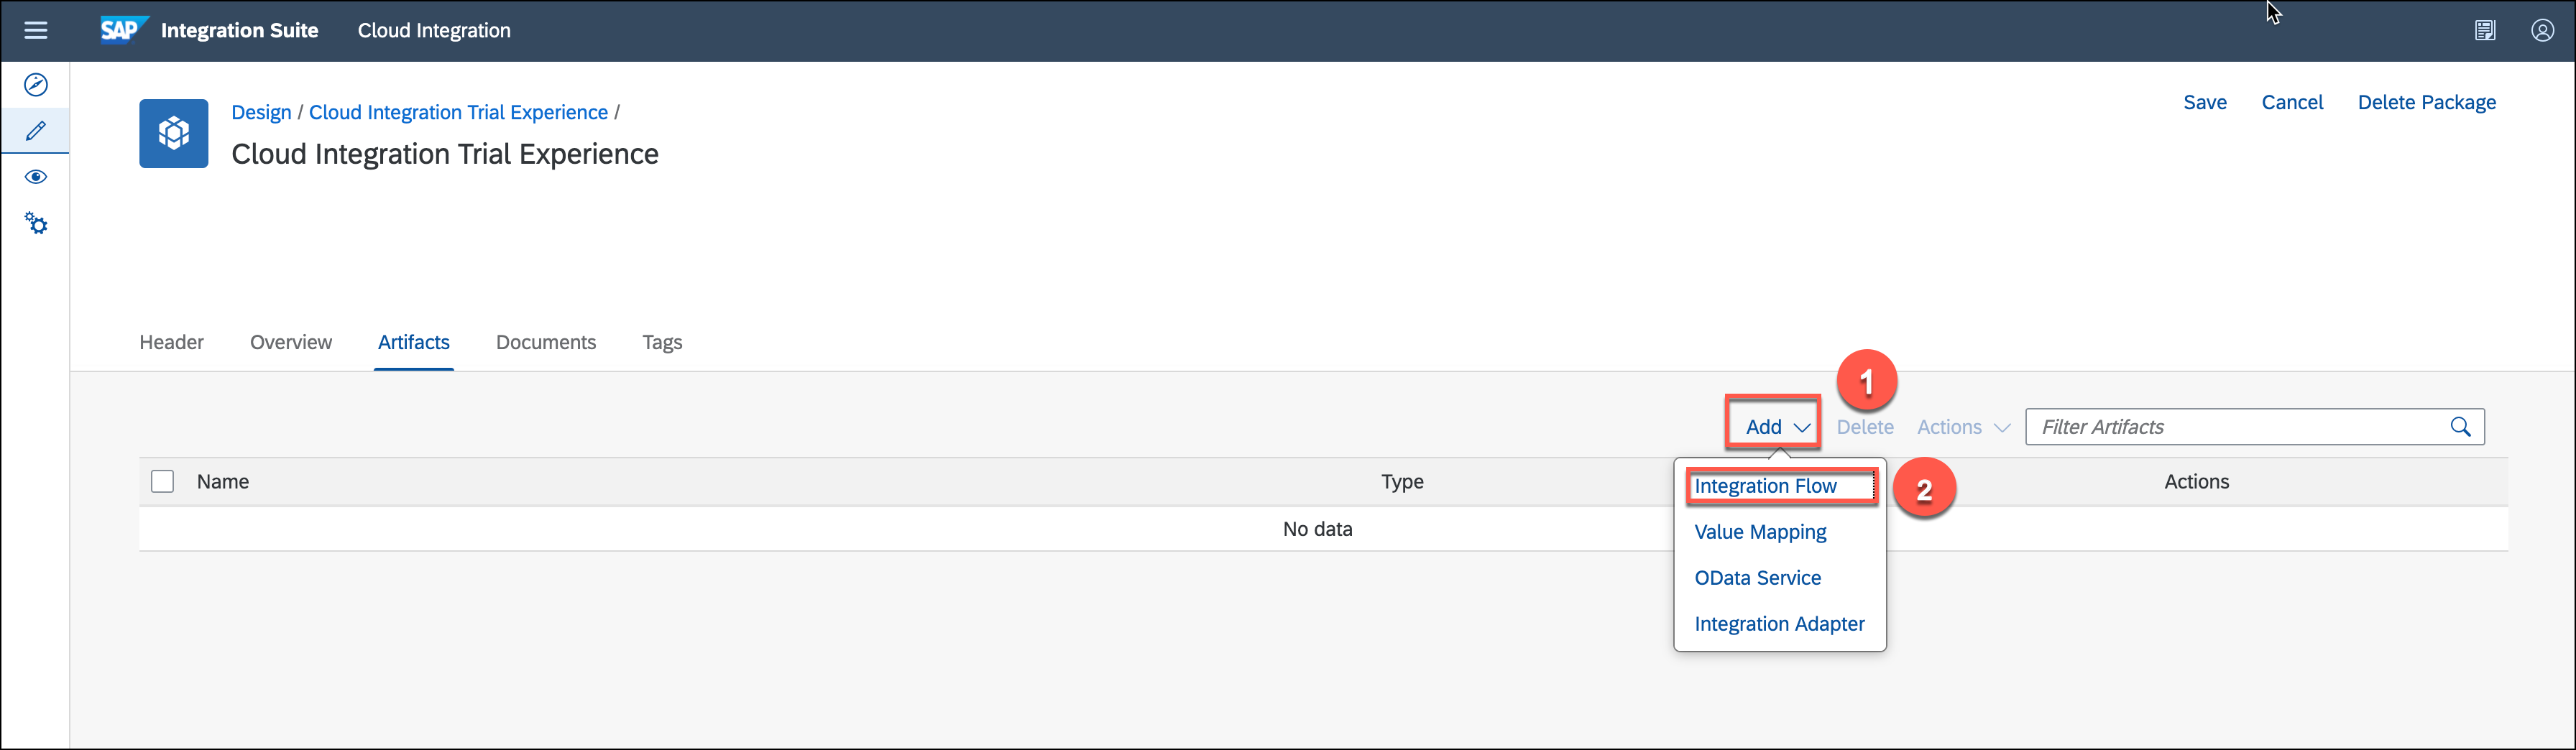 SAP Integration Suite Cloud Integration
Design / Cloud Integration Trial Experience /
Cloud Integration Trial Experience
Save Cancel Delete Package
Header Overview Artifacts Documents Tags
1
Add Delete Actions Filter Artifacts
Name Type Actions
Integration Flow 2
No data
Value Mapping
OData Service
Integration Adapter